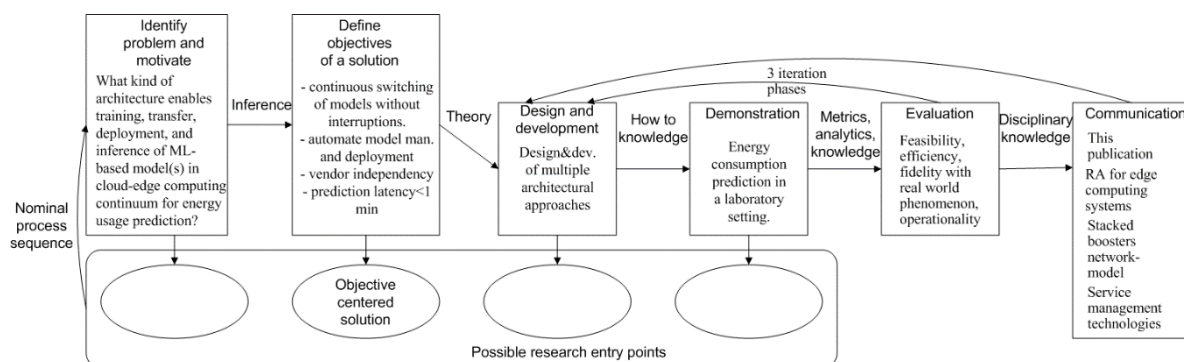 Identify
problem and
motivate
What kind of
architecture enables
training, transfer,
deployment, and
inference of ML-
based model(s) in
cloud-edge computing
continuum for energy
usage prediction?
Inference
Define
objectives
of a solution
- continuous switching
of models without
interruptions.
- automate model man.
and deployment
- vendor independency
- prediction latency<1
min
Theory
Design and
development
Design&dev.
of multiple
architectural
approaches
How to
knowledge
Demonstration
Energy
consumption
prediction in
a laboratory
setting.
3 iteration
phases
Metrics,
analytics,
knowledge
Evaluation
Feasibility,
efficiency,
fidelity with
real world
phenomenon,
operationality
Disciplinary
knowledge
Communication
This
publication
RA for edge
computing
systems
Stacked
boosters
network-
model
Service
management
technologies
Nominal
process
sequence
Objective
centered
solution
Possible research entry points